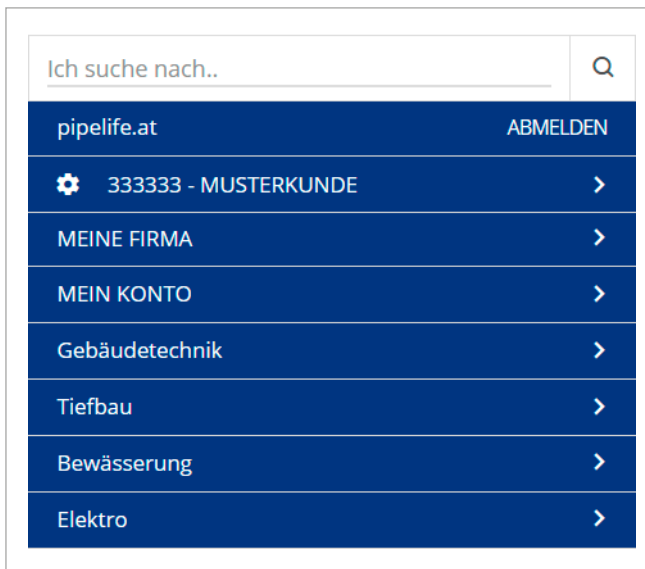 Ich suche nach..
pipelife.at ABMELDEN
333333 - MUSTERKUNDE
MEINE FIRMA
MEIN KONTO
Gebäudetechnik
Tiefbau
Bewässerung
Elektro